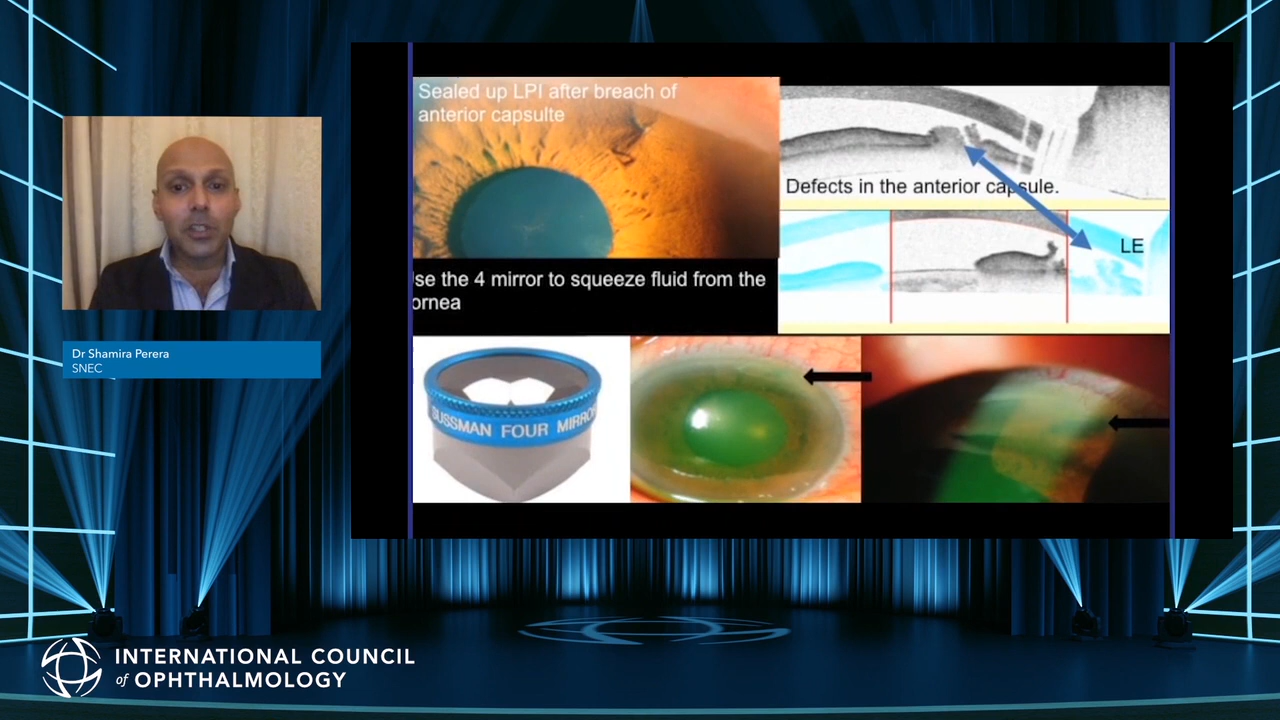 Sealed up LPI after breach of
anterior capsulte
Defects in the anterior capsule.
LE
se the 4 mirror to squeeze fluid from the
ornea
SUSSMAN FOUR MIRROR
Dr Shamira Perera
SNEC
INTERNATIONAL COUNCIL
of OPHTHALMOLOGY